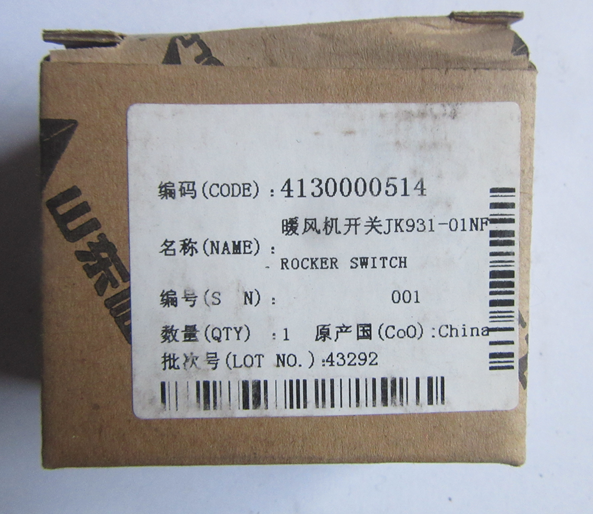 编码(CODE) : 4130000514
暖风机开关JK931-01NF
名称(NAME) :
ROCKER SWITCH
编号(S N) : 001
数量(QTY) :1 原产国(CoO):China
批次号(LOT NO.):43292
山东